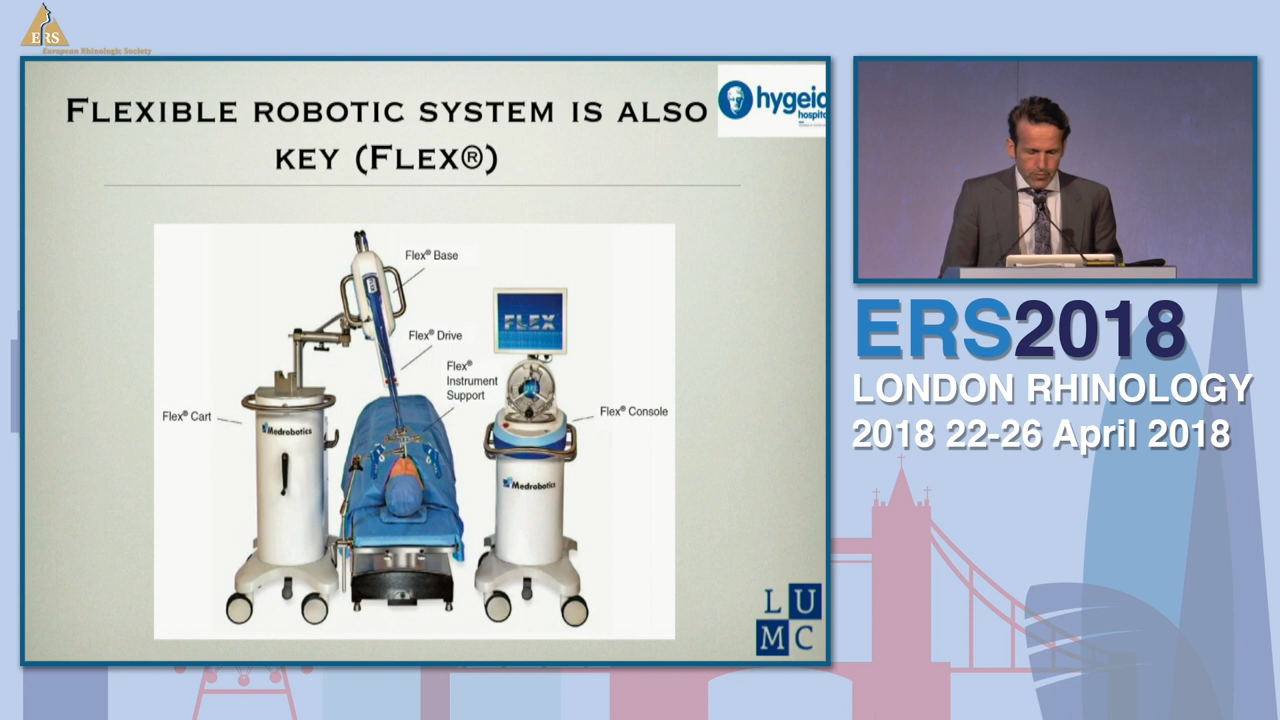 ERS
European Rhinologic Society
FLEXIBLE ROBOTIC SYSTEM IS ALSO
KEY (FLEX®)
hygeia
hospita
Flex® Base
FLEX
Flex® Drive
Flex®
Instrument
Support
Flex® Cart
Flex® Console
Medrobotics
Medrobotics
L U
M C
ERS2018
LONDON RHINOLOGY
2018 22-26 April 2018